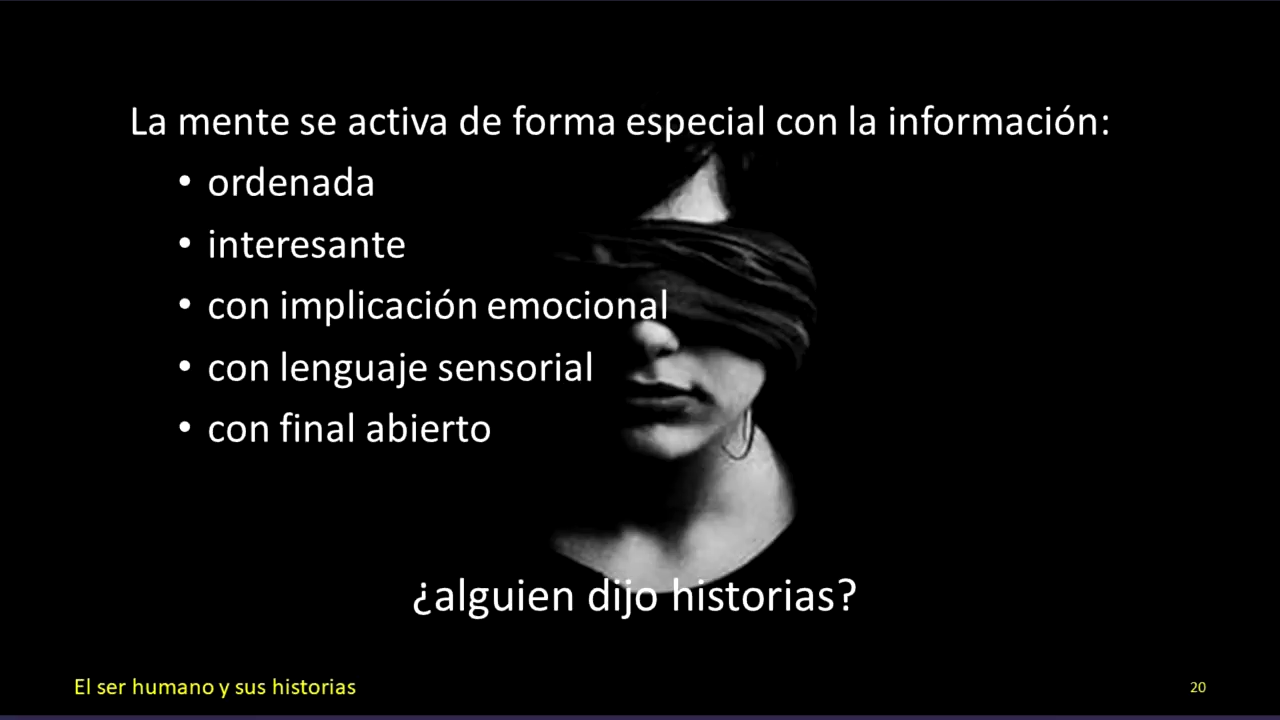 La mente se activa de forma especial con la información:
• ordenada
• interesante
• con implicación emocional
• con lenguaje sensorial
• con final abierto
¿alguien dijo historias?
El ser humano y sus historias
20